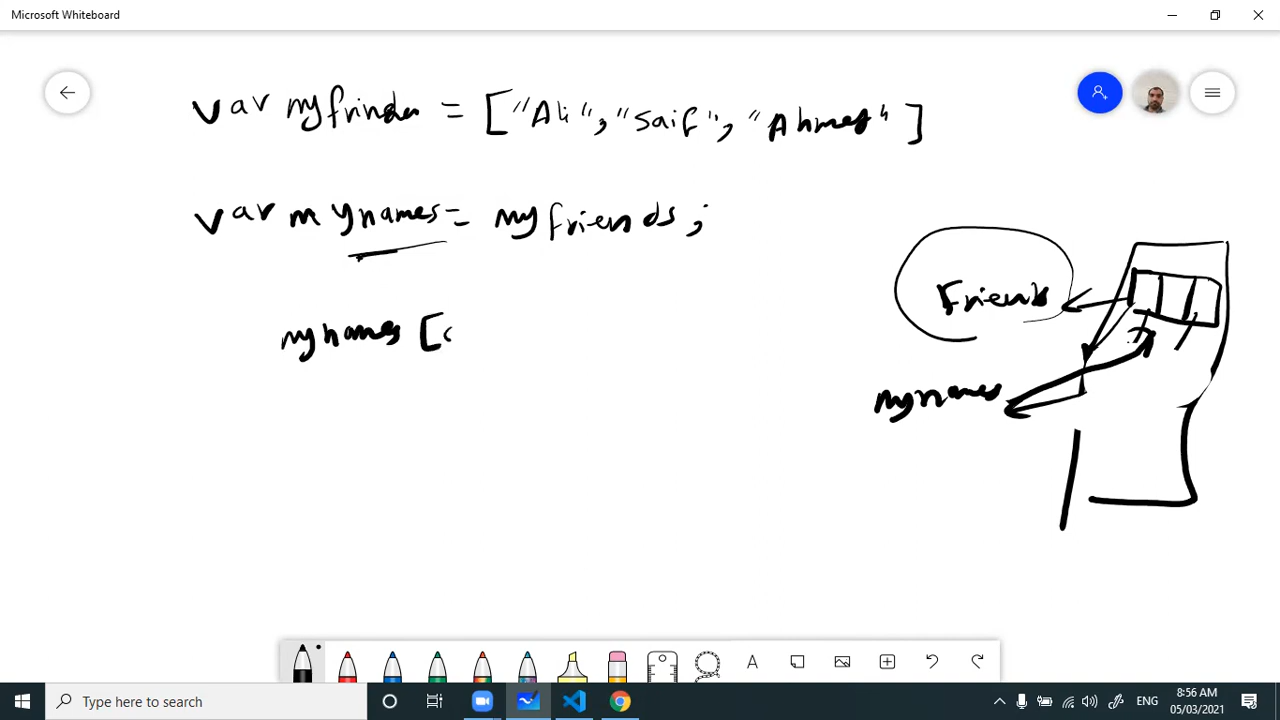 Microsoft Whiteboard
var myfrinds = ["Ali", "Saif", "Ahmed"]
var mynames = myfriends;
Friends
mynames [
mynames
A
Type here to search
ENG
8:56 AM
05/03/2021